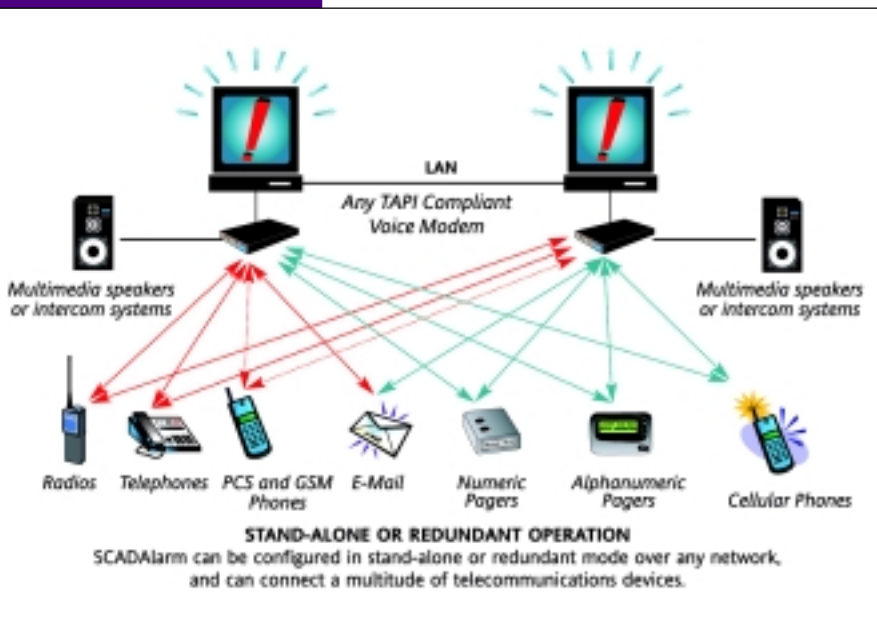 LAN
Any TAPI Compliant
Voice Modem
Multimedia speakers
or intercom systems
Multimedia speakers
or intercom systems
Radios
Telephones
PCS and GSM
Phones
E-Mail
Numeric
Pagers
Alphanumeric
Pagers
Cellular Phones
STAND-ALONE OR REDUNDANT OPERATION
SCADAlarm can be configured in stand-alone or redundant mode over any network,
and can connect a multitude of telecommunications devices.